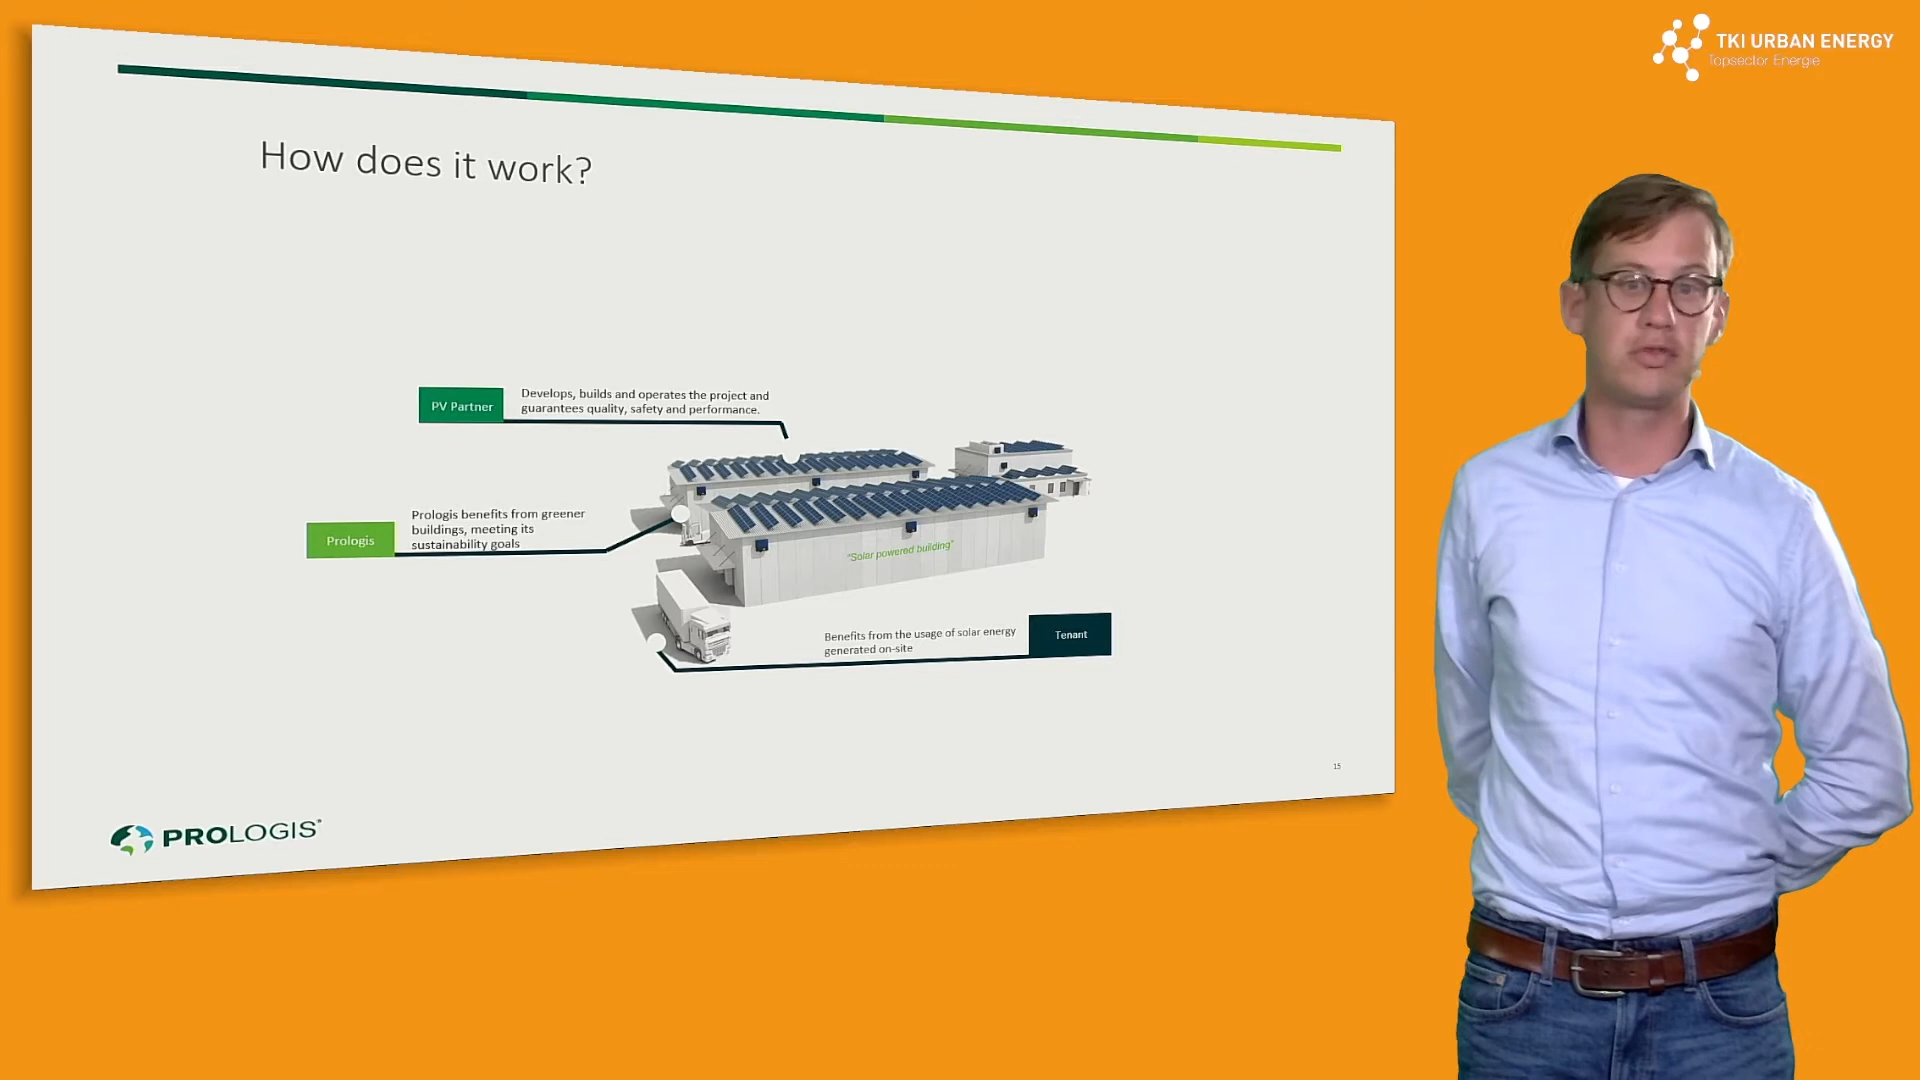 TKI URBAN ENERGY
Topsector Energie
How does it work?
PV Partner
Develops, builds and operates the project and
guarantees quality, safety and performance.
Prologis
Prologis benefits from greener
buildings, meeting its
sustainability goals
"Solar powered building"
Benefits from the usage of solar energy
generated on-site
Tenant
15
PROLOGIS®